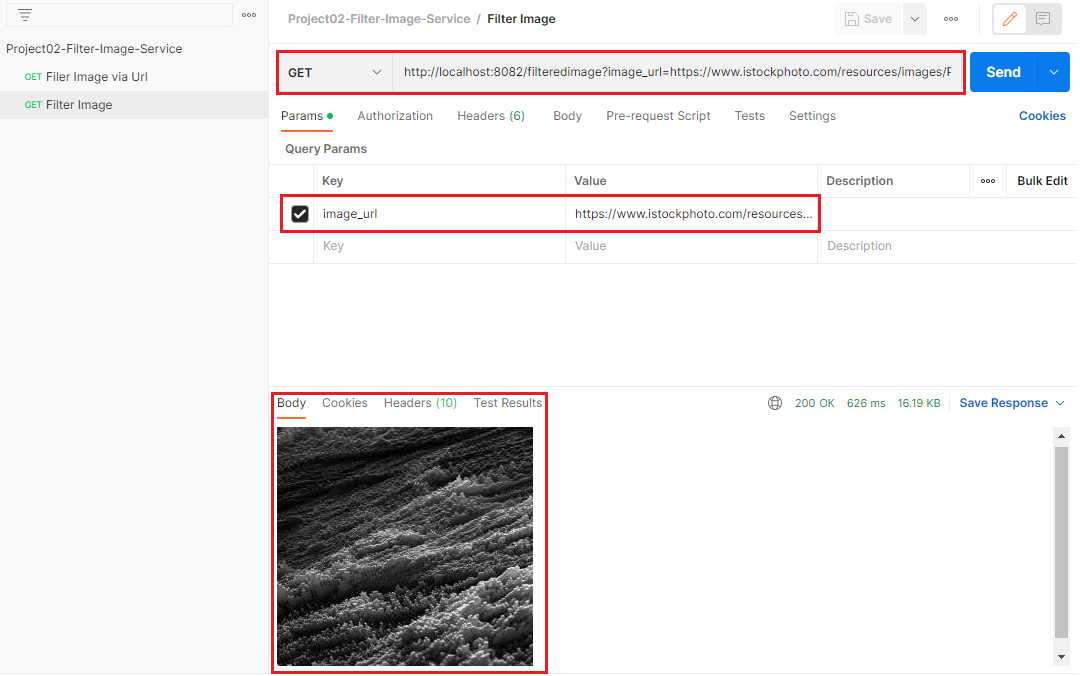 Project02-Filter-Image-Service / Filter Image
Save
Project02-Filter-Image-Service
GET Filer Image via Url
GET Filter Image
GET http://localhost:8082/filteredimage?image_url=https://www.istockphoto.com/resources/images/F
Send
Params Authorization Headers (6) Body Pre-request Script Tests Settings Cookies
Query Params
Key Value Description Bulk Edit
image_url https://www.istockphoto.com/resources...
Key Value Description
Body Cookies Headers (10) Test Results 200 OK 626 ms 16.19 KB Save Response